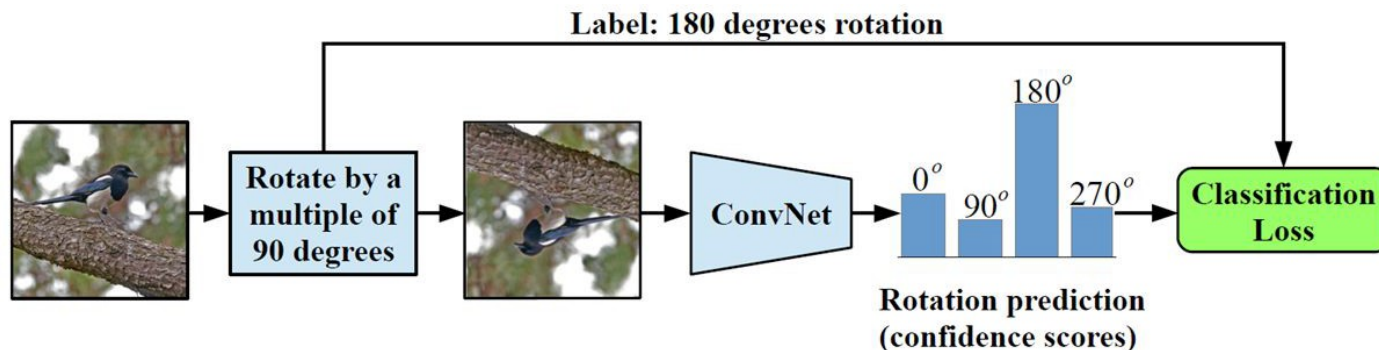 Label: 180 degrees rotation
Rotate by a
multiple of
90 degrees
ConvNet
0°
90°
180°
270°
Rotation prediction
(confidence scores)
Classification
Loss